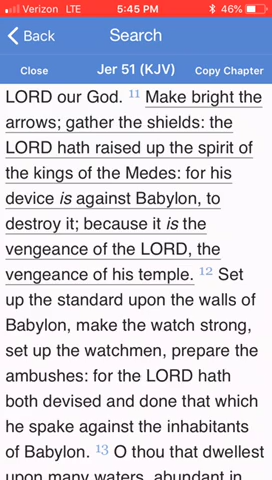 Verizon LTE 5:45 PM 46%
Back Search
Close Jer 51 (KJV) Copy Chapter
LORD our God. 11 Make bright the
arrows; gather the shields: the
LORD hath raised up the spirit of
the kings of the Medes: for his
device is against Babylon, to
destroy it; because it is the
vengeance of the LORD, the
vengeance of his temple. 12 Set
up the standard upon the walls of
Babylon, make the watch strong,
set up the watchmen, prepare the
ambushes: for the LORD hath
both devised and done that which
he spake against the inhabitants
of Babylon. 13 O thou that dwellest
upon many waters, abundant in